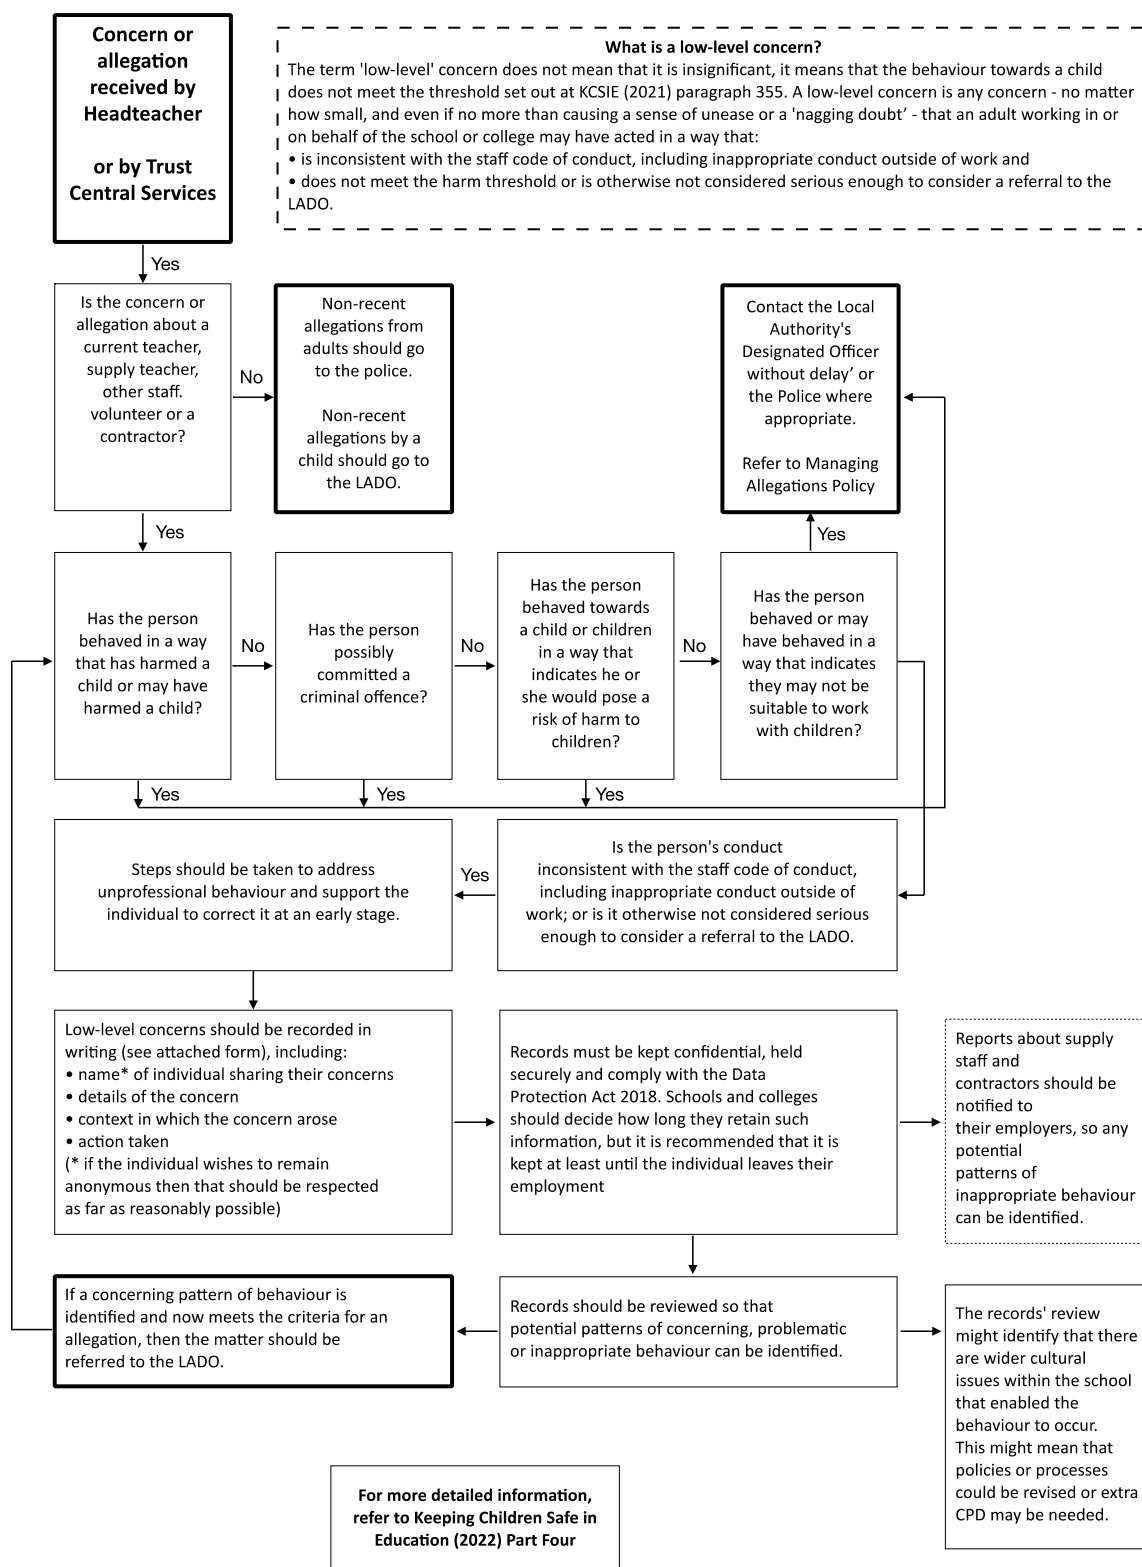 Concern or
allegation
received by
Headteacher
or by Trust
Central Services
What is a low-level concern?
The term 'low-level' concern does not mean that it is insignificant, it means that the behaviour towards a child
does not meet the threshold set out at KCSIE (2021) paragraph 355. A low-level concern is any concern - no matter
how small, and even if no more than causing a sense of unease or a 'nagging doubt’ - that an adult working in or
on behalf of the school or college may have acted in a way that:
• is inconsistent with the staff code of conduct, including inappropriate conduct outside of work and
• does not meet the harm threshold or is otherwise not considered serious enough to consider a referral to the
LADO.
Yes
Is the concern or
allegation about a
current teacher,
supply teacher,
other staff.
volunteer or a
contractor?
No
Non-recent
allegations from
adults should go
to the police.
Non-recent
allegations by a
child should go to
the LADO.
Contact the Local
Authority's
Designated Officer
without delay’ or
the Police where
appropriate.
Refer to Managing
Allegations Policy
Yes
Yes
Has the person
behaved in a way
that has harmed a
child or may have
harmed a child?
No
Has the person
possibly
committed a
criminal offence?
No
Has the person
behaved towards
a child or children
in a way that
indicates he or
she would pose a
risk of harm to
children?
No
Has the person
behaved or may
have behaved in a
way that indicates
they may not be
suitable to work
with children?
Yes
Yes
Yes
Steps should be taken to address
unprofessional behaviour and support the
individual to correct it at an early stage.
Yes
Is the person's conduct
inconsistent with the staff code of conduct,
including inappropriate conduct outside of
work; or is it otherwise not considered serious
enough to consider a referral to the LADO.
Low-level concerns should be recorded in
writing (see attached form), including:
• name* of individual sharing their concerns
• details of the concern
• context in which the concern arose
• action taken
(* if the individual wishes to remain
anonymous then that should be respected
as far as reasonably possible)
Records must be kept confidential, held
securely and comply with the Data
Protection Act 2018. Schools and colleges
should decide how long they retain such
information, but it is recommended that it is
kept at least until the individual leaves their
employment
Reports about supply
staff and
contractors should be
notified to
their employers, so any
potential
patterns of
inappropriate behaviour
can be identified.
If a concerning pattern of behaviour is
identified and now meets the criteria for an
allegation, then the matter should be
referred to the LADO.
Records should be reviewed so that
potential patterns of concerning, problematic
or inappropriate behaviour can be identified.
The records' review
might identify that there
are wider cultural
issues within the school
that enabled the
behaviour to occur.
This might mean that
policies or processes
could be revised or extra
CPD may be needed.
For more detailed information,
refer to Keeping Children Safe in
Education (2022) Part Four